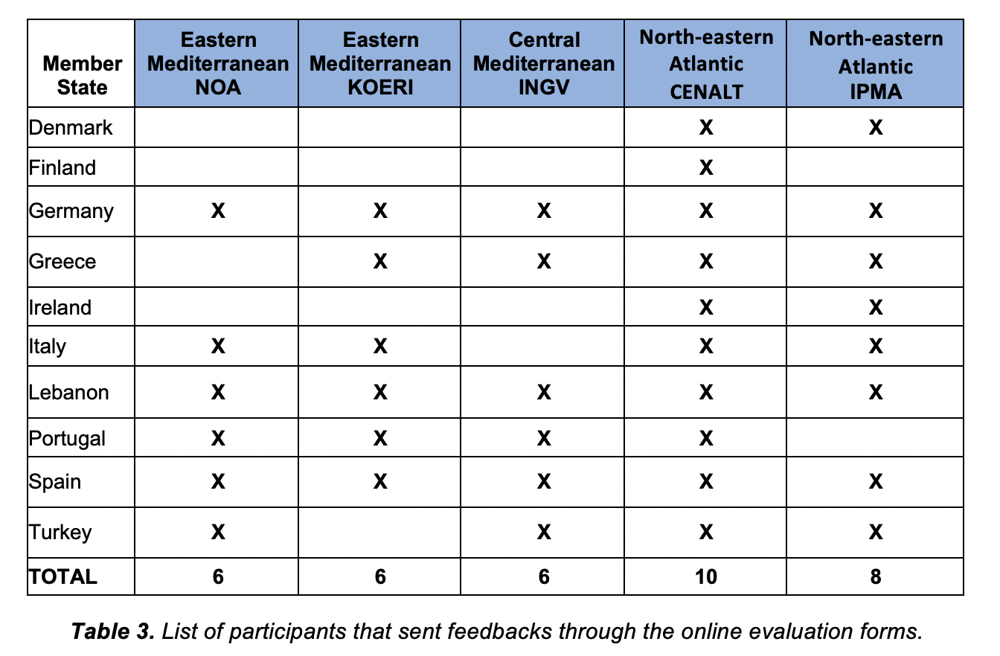 Member State | Eastern Mediterranean NOA | Eastern Mediterranean KOERI | Central Mediterranean INGV | North-eastern Atlantic CENALT | North-eastern Atlantic IPMA
Denmark | | | | X | X
Finland | | | | X |
Germany | X | X | X | X | X
Greece | | X | X | X | X
Ireland | | | | X | X
Italy | X | X | | X | X
Lebanon | X | X | X | X | X
Portugal | X | X | X | X |
Spain | X | X | X | X | X
Turkey | X | | X | X | X
TOTAL | 6 | 6 | 6 | 10 | 8
Table 3. List of participants that sent feedbacks through the online evaluation forms.